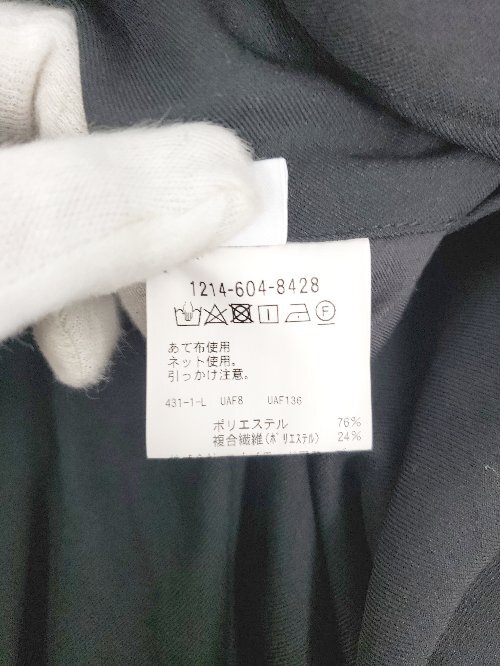 1214-604-8428
F
あて布使用
ネット使用。
引っかけ注意。
431-1-L UAF8 UAF136
ポリエステル 76%
複合繊維(ポリエステル) 24%